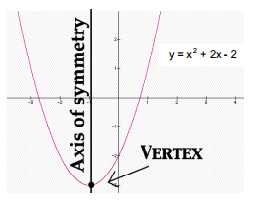 Axis of symmetry
y = x² + 2x - 2
VERTEX